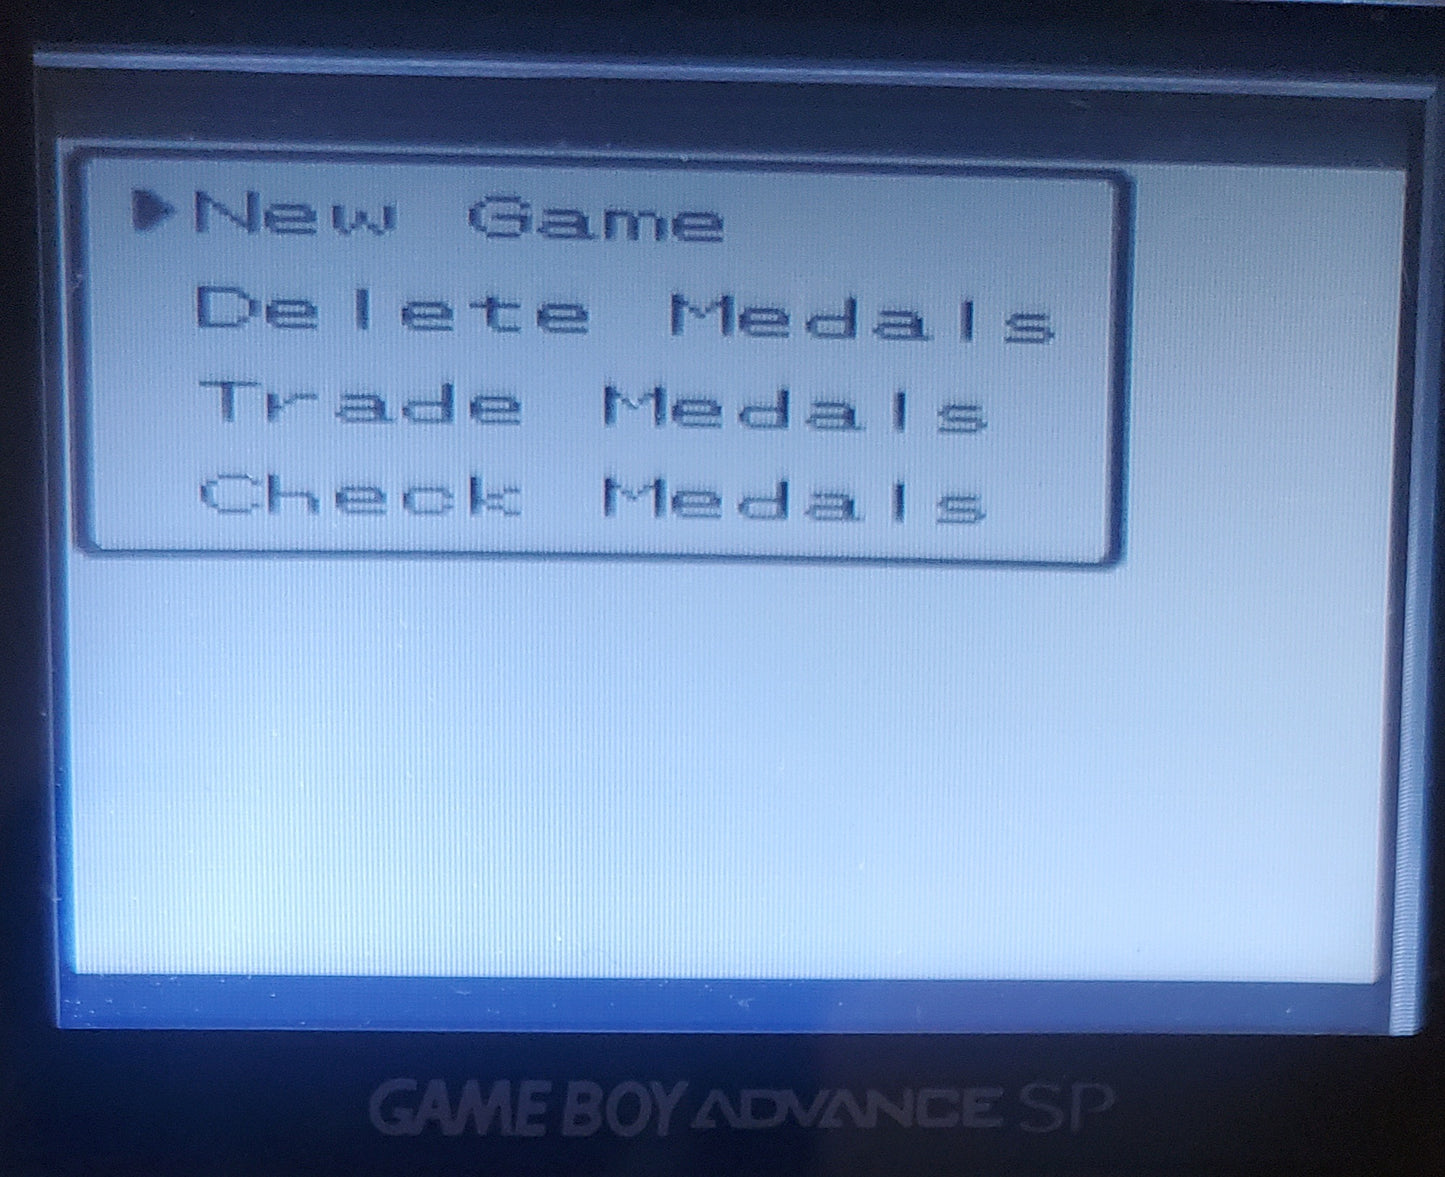 ▶New Game
Delete Medals
Trade Medals
Check Medals
GAME BOY ADVANCE SP